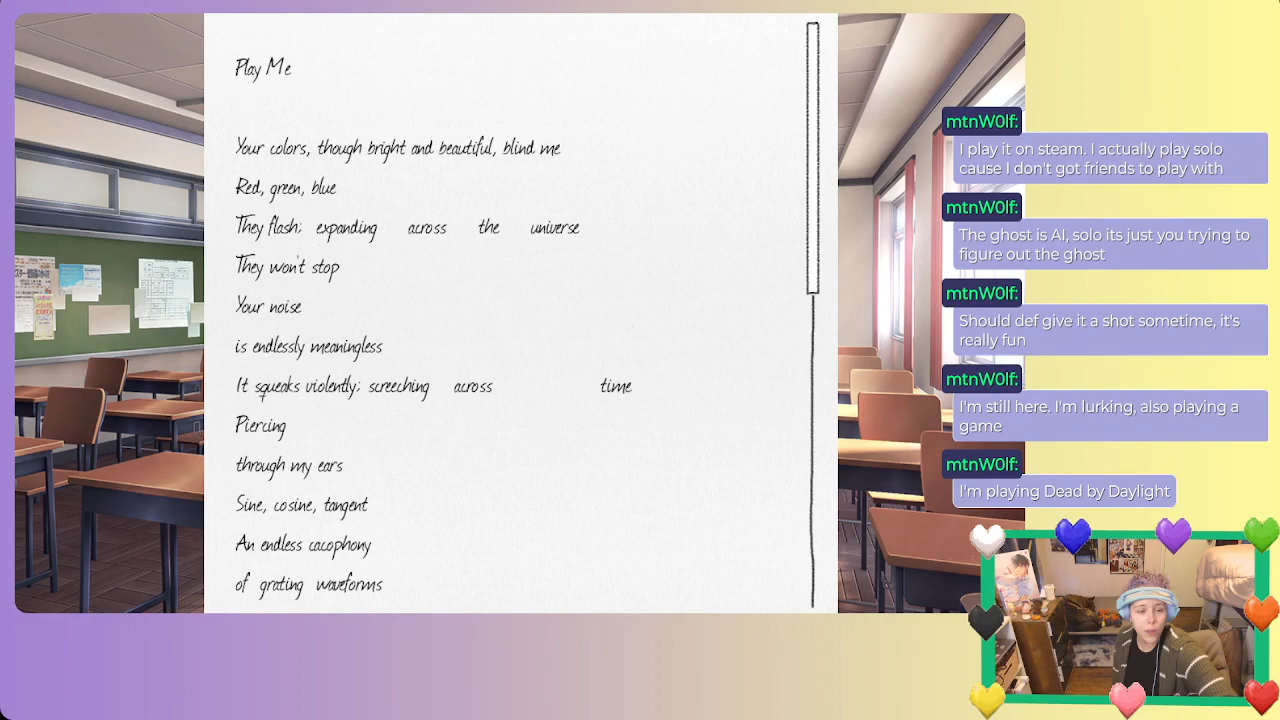 Play Me
Your colors, though bright and beautiful, blind me
Red, green, blue
They flash; expanding across the universe
They won't stop
Your noise
is endlessly meaningless
It squeaks violently; screeching across time
Piercing
through my ears
Sine, cosine, tangent
An endless cacophony
of grating waveforms
mtnW0lf:
I play it on steam. I actually play solo
cause I don't got friends to play with
mtnW0lf:
The ghost is AI, solo its just you trying to
figure out the ghost
mtnW0lf:
Should def give it a shot sometime, it's
really fun
mtnW0lf:
I'm still here. I'm lurking, also playing a
game
mtnW0lf:
I'm playing Dead by Daylight